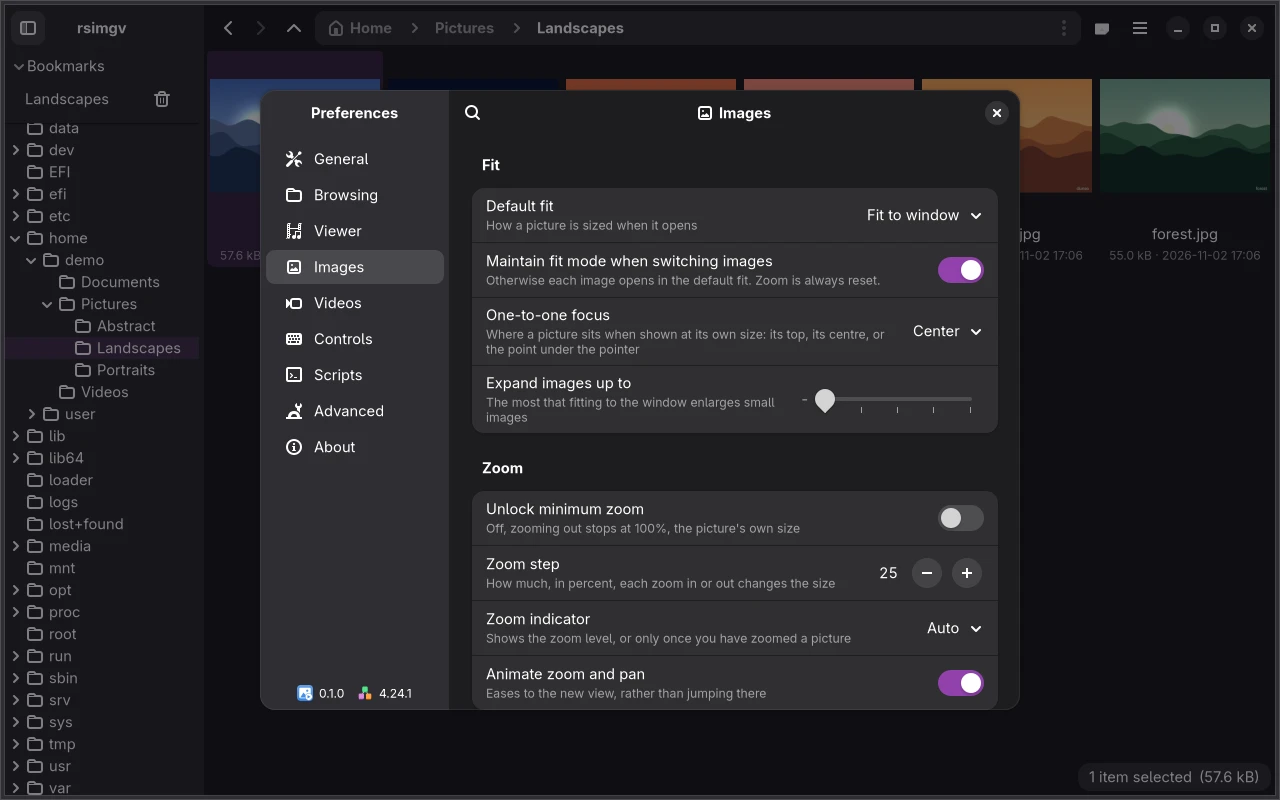 rsimgv
Home
Pictures
Landscapes
Bookmarks
Landscapes
data
dev
EFI
efi
etc
home
demo
Documents
Pictures
Abstract
Landscapes
Portraits
Videos
user
lib
lib64
loader
logs
lost+found
media
mnt
opt
proc
root
run
sbin
srv
sys
tmp
usr
var
57.6 kB
jpg
11-02 17:06
forest.jpg
55.0 kB · 2026-11-02 17:06
1 item selected (57.6 kB)
Preferences
General
Browsing
Viewer
Images
Videos
Controls
Scripts
Advanced
About
0.1.0
4.24.1
Images
Fit
Default fit
How a picture is sized when it opens
Fit to window
Maintain fit mode when switching images
Otherwise each image opens in the default fit. Zoom is always reset.
One-to-one focus
Where a picture sits when shown at its own size: its top, its centre, or
the point under the pointer
Center
Expand images up to
The most that fitting to the window enlarges small
images
-
Zoom
Unlock minimum zoom
Off, zooming out stops at 100%, the picture's own size
Zoom step
How much, in percent, each zoom in or out changes the size
25
Zoom indicator
Shows the zoom level, or only once you have zoomed a picture
Auto
Animate zoom and pan
Eases to the new view, rather than jumping there